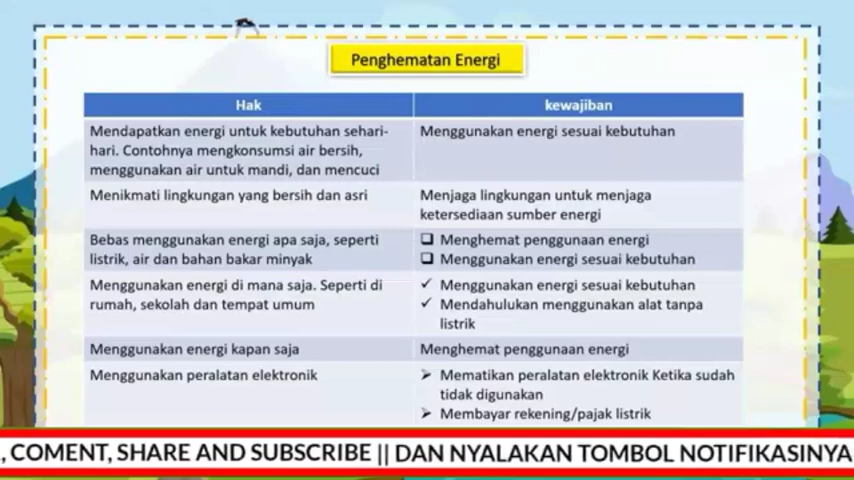 Penghematan Energi
Hak
kewajiban
Mendapatkan energi untuk kebutuhan sehari-
hari. Contohnya mengkonsumsi air bersih,
menggunakan air untuk mandi, dan mencuci
Menggunakan energi sesuai kebutuhan
Menikmati lingkungan yang bersih dan asri
Menjaga lingkungan untuk menjaga
ketersediaan sumber energi
Bebas menggunakan energi apa saja, seperti
listrik, air dan bahan bakar minyak
Menghemat penggunaan energi
Menggunakan energi sesuai kebutuhan
Menggunakan energi di mana saja. Seperti di
rumah, sekolah dan tempat umum
Menggunakan energi sesuai kebutuhan
Mendahulukan menggunakan alat tanpa
listrik
Menggunakan energi kapan saja
Menghemat penggunaan energi
Menggunakan peralatan elektronik
Mematikan peralatan elektronik Ketika sudah
tidak digunakan
Membayar rekening/pajak listrik
, COMENT, SHARE AND SUBSCRIBE || DAN NYALAKAN TOMBOL NOTIFIKASINYA